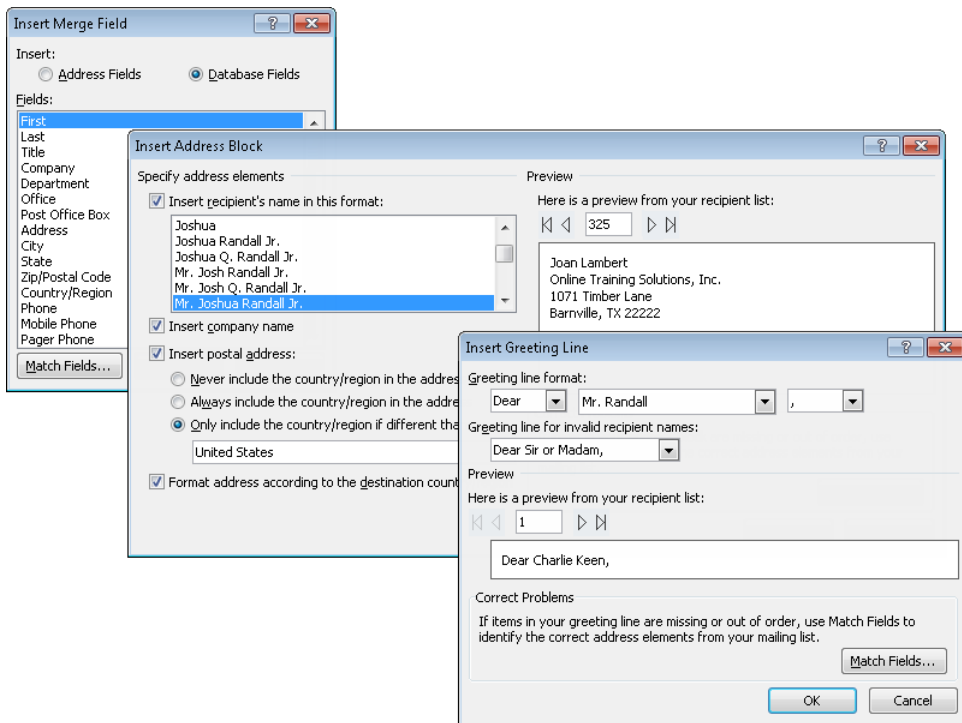 Insert Merge Field
Insert:
Address Fields
Database Fields
Fields:
First
Last
Title
Company
Department
Office
Post Office Box
Address
City
State
Zip/Postal Code
Country/Region
Phone
Mobile Phone
Pager Phone
Match Fields...
Insert Address Block
Specify address elements
Insert recipient's name in this format:
Joshua
Joshua Randall Jr.
Joshua Q. Randall Jr.
Mr. Josh Randall Jr.
Mr. Josh Q. Randall Jr.
Mr. Joshua Randall Jr.
Insert company name
Insert postal address:
Never include the country/region in the addre
Always include the country/region in the addre
Only include the country/region if different tha
United States
Format address according to the destination count
Preview
Here is a preview from your recipient list:
325
Joan Lambert
Online Training Solutions, Inc.
1071 Timber Lane
Barnville, TX 22222
Insert Greeting Line
Greeting line format:
Dear
Mr. Randall
,
Greeting line for invalid recipient names:
Dear Sir or Madam,
Preview
Here is a preview from your recipient list:
1
Dear Charlie Keen,
Correct Problems
If items in your greeting line are missing or out of order, use Match Fields to
identify the correct address elements from your mailing list.
Match Fields...
OK
Cancel